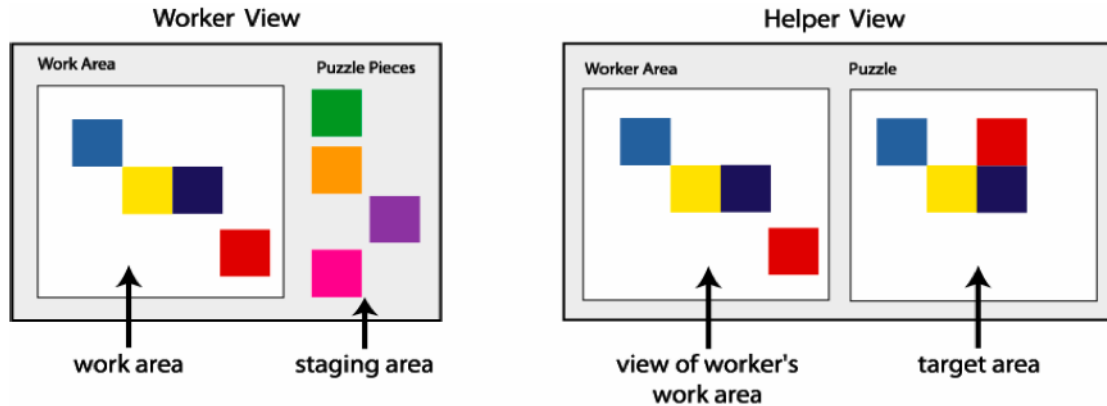 Worker View
Work Area
Puzzle Pieces
work area
staging area
Helper View
Worker Area
Puzzle
view of worker's
work area
target area